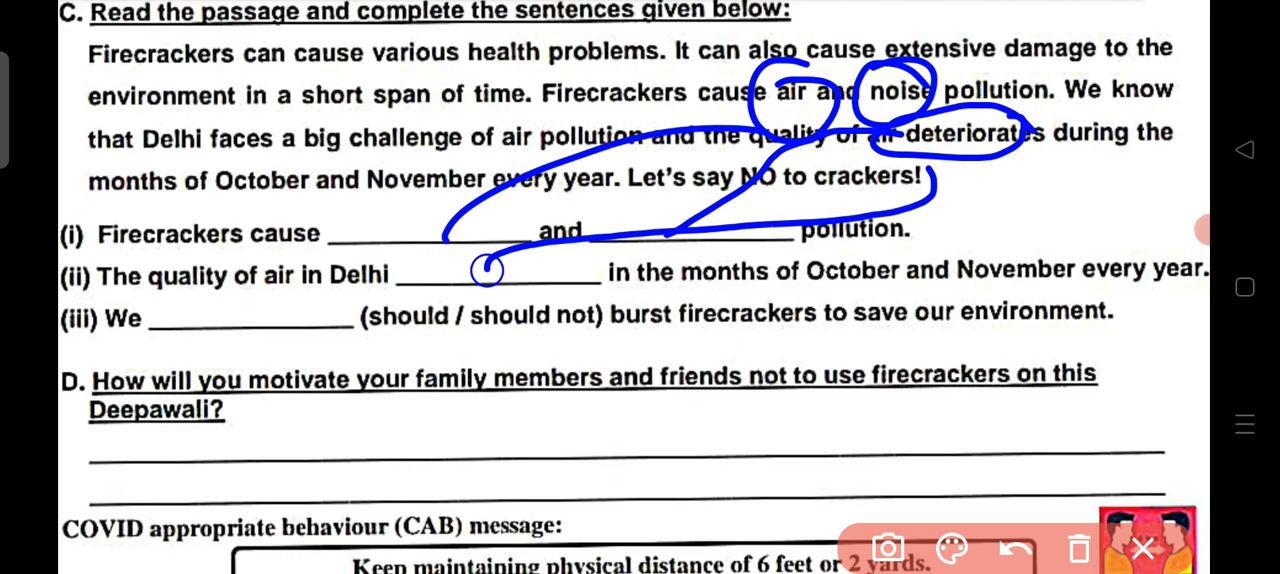 C. Read the passage and complete the sentences given below:
Firecrackers can cause various health problems. It can also cause extensive damage to the
environment in a short span of time. Firecrackers cause air and noise pollution. We know
that Delhi faces a big challenge of air pollution and the quality of air deteriorates during the
months of October and November every year. Let's say NO to crackers!
(i) Firecrackers cause ____________ and ____________ pollution.
(ii) The quality of air in Delhi ____________ in the months of October and November every year.
(iii) We ____________ (should / should not) burst firecrackers to save our environment.
D. How will you motivate your family members and friends not to use firecrackers on this
Deepawali?
COVID appropriate behaviour (CAB) message:
Keep maintaining physical distance of 6 feet or 2 yards.